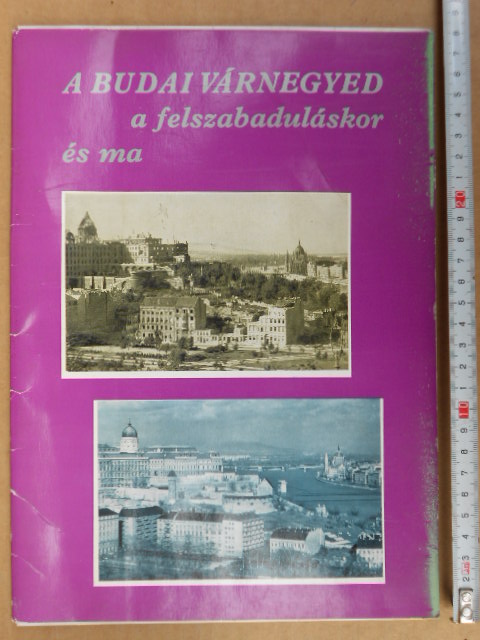 A BUDAI VÁRNEGYED
a felszabaduláskor
és ma